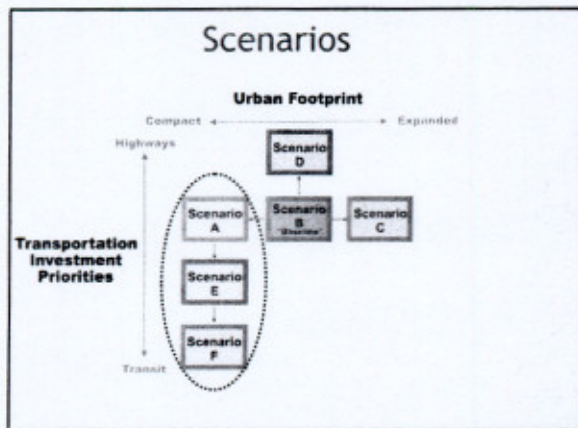 Scenarios
Urban Footprint
Compact
Expanded
Highways
Scenario
D
Scenario
A
Scenario
B
Scenario
C
Transportation
Investment
Priorities
Scenario
E
Scenario
F
Transit